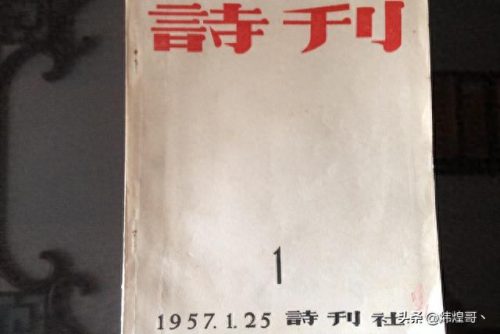 詩刊
1
1957.1.25 詩刊社
头条 @炜煌哥、